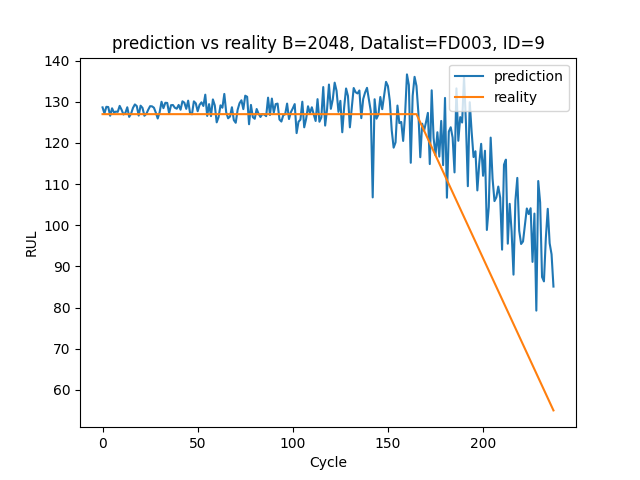 prediction vs reality B=2048, Datalist=FD003, ID=9
prediction
reality
RUL
140
130
120
110
100
90
80
70
60
0 50 100 150 200
Cycle